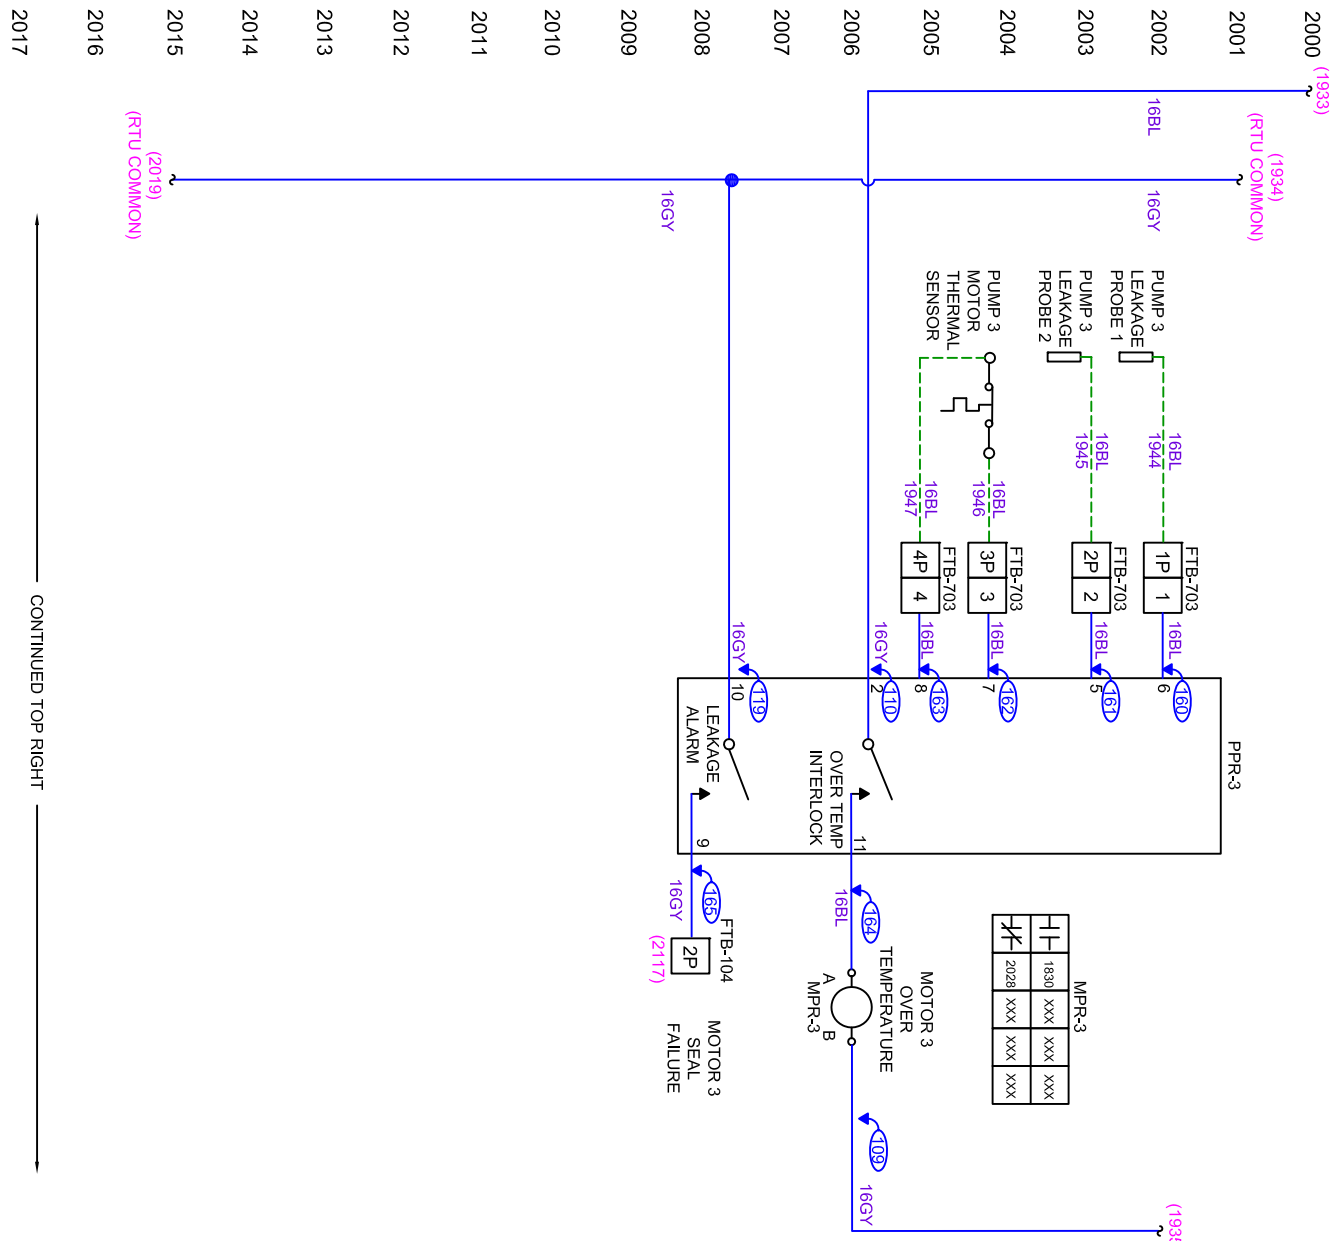 2000
2001
2002
2003
2004
2005
2006
2007
2008
2009
2010
2011
2012
2013
2014
2015
2016
2017
(1933)
16BL
(1934)
(RTU COMMON)
16GY
16GY
(2019)
(RTU COMMON)
PUMP 3
LEAKAGE
PROBE 1
16BL
1944
FTB-703
1P
1
16BL
160
6
PUMP 3
LEAKAGE
PROBE 2
16BL
1945
FTB-703
2P
2
16BL
161
5
PUMP 3
MOTOR
THERMAL
SENSOR
16BL
1946
FTB-703
3P
3
16BL
162
7
16BL
1947
FTB-703
4P
4
16BL
163
8
16GY
110
2
16GY
119
10
PPR-3
OVER TEMP
INTERLOCK
11
LEAKAGE
ALARM
9
164
16BL
165
16GY
FTB-104
2P
(2117)
MOTOR 3
OVER
TEMPERATURE
A
B
MPR-3
MOTOR 3
SEAL
FAILURE
109
16GY
MPR-3
1830
XXX
XXX
XXX
2028
XXX
XXX
XXX
CONTINUED TOP RIGHT